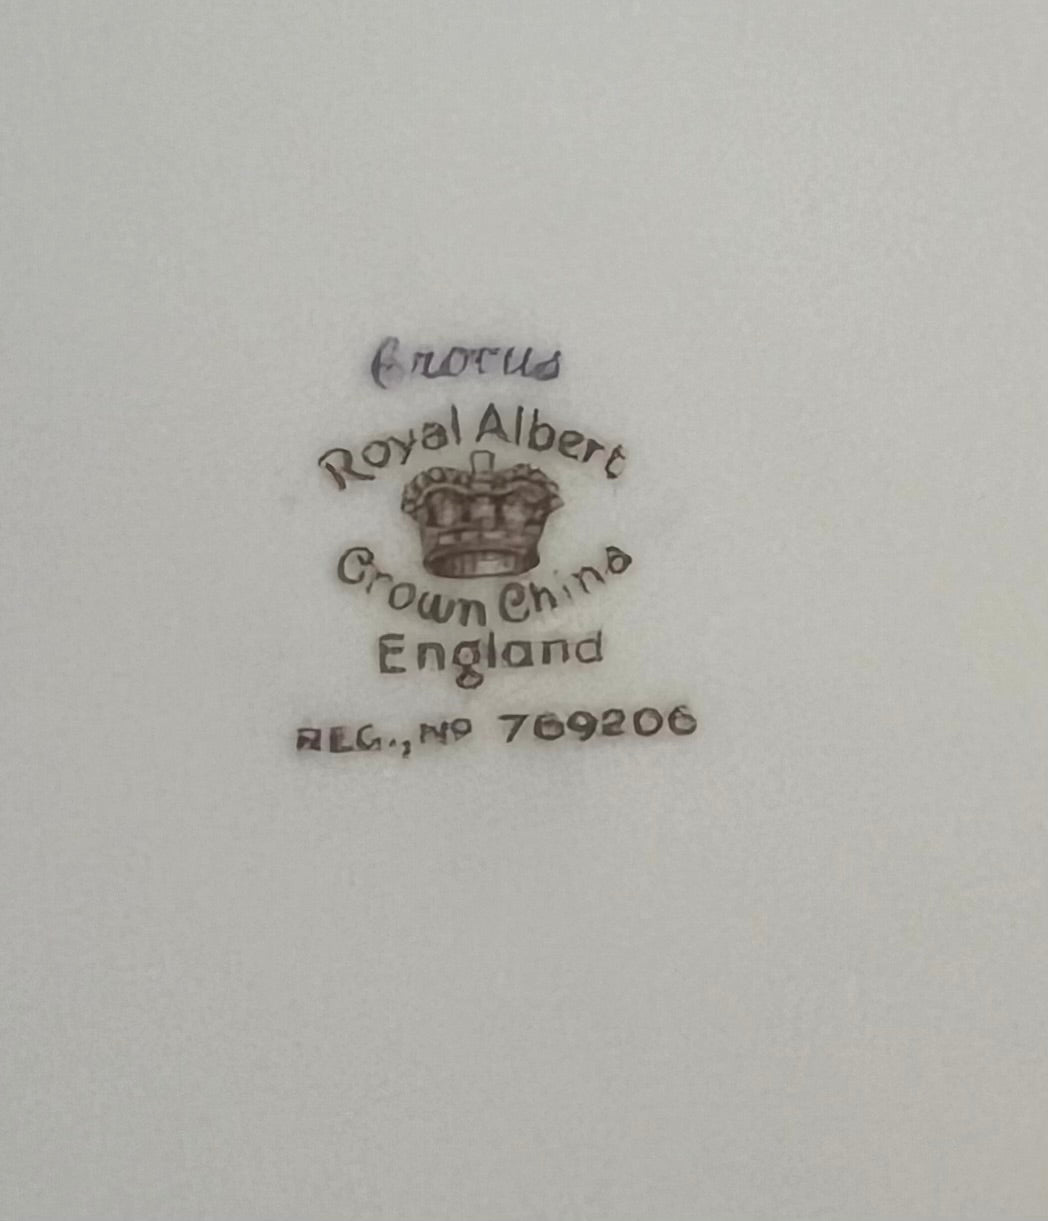 Crocus
Royal Albert
Crown China
England
REG., No 769206